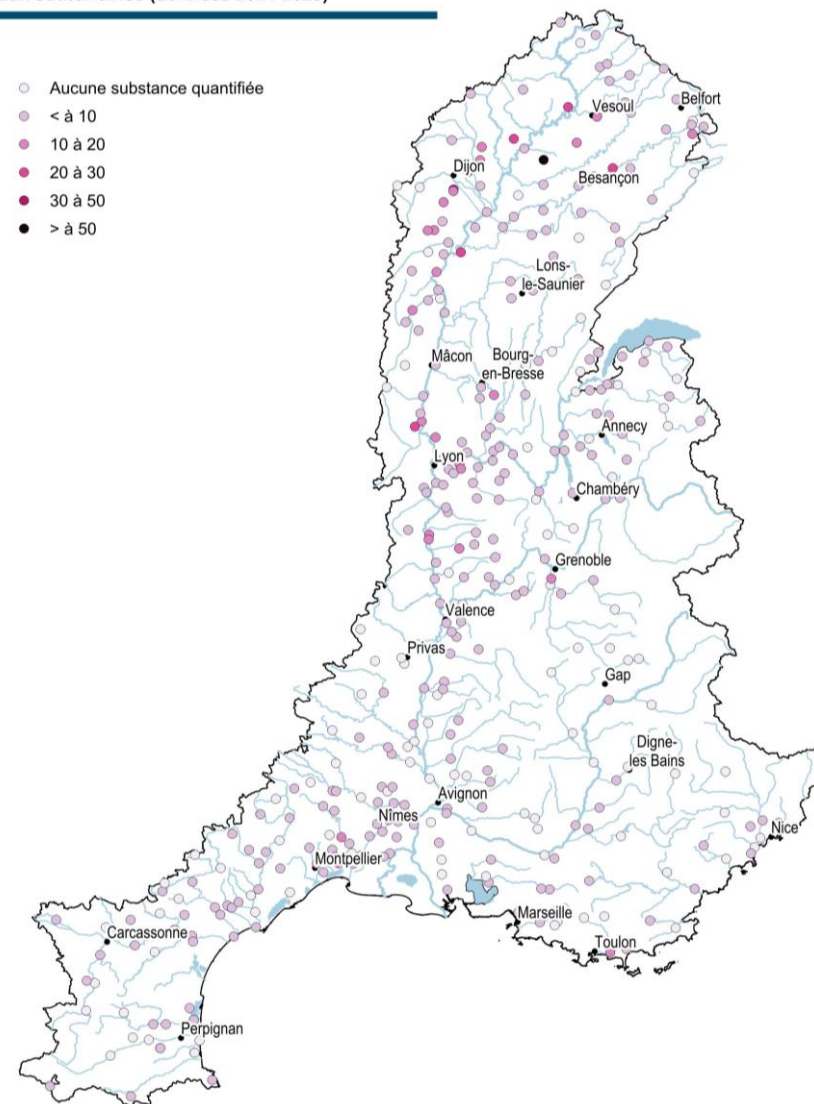 Aucune substance quantifiée
< à 10
10 à 20
20 à 30
30 à 50
> à 50
Vesoul
Belfort
Dijon
Besançon
Lons-
le-Saunier
Mâcon
Bourg-
en-Bresse
Annecy
Lyon
Chambéry
Grenoble
Valence
Privas
Gap
Digne-
les Bains
Avignon
Nîmes
Nice
Montpellier
Marseille
Carcassonne
Toulon
Perpignan